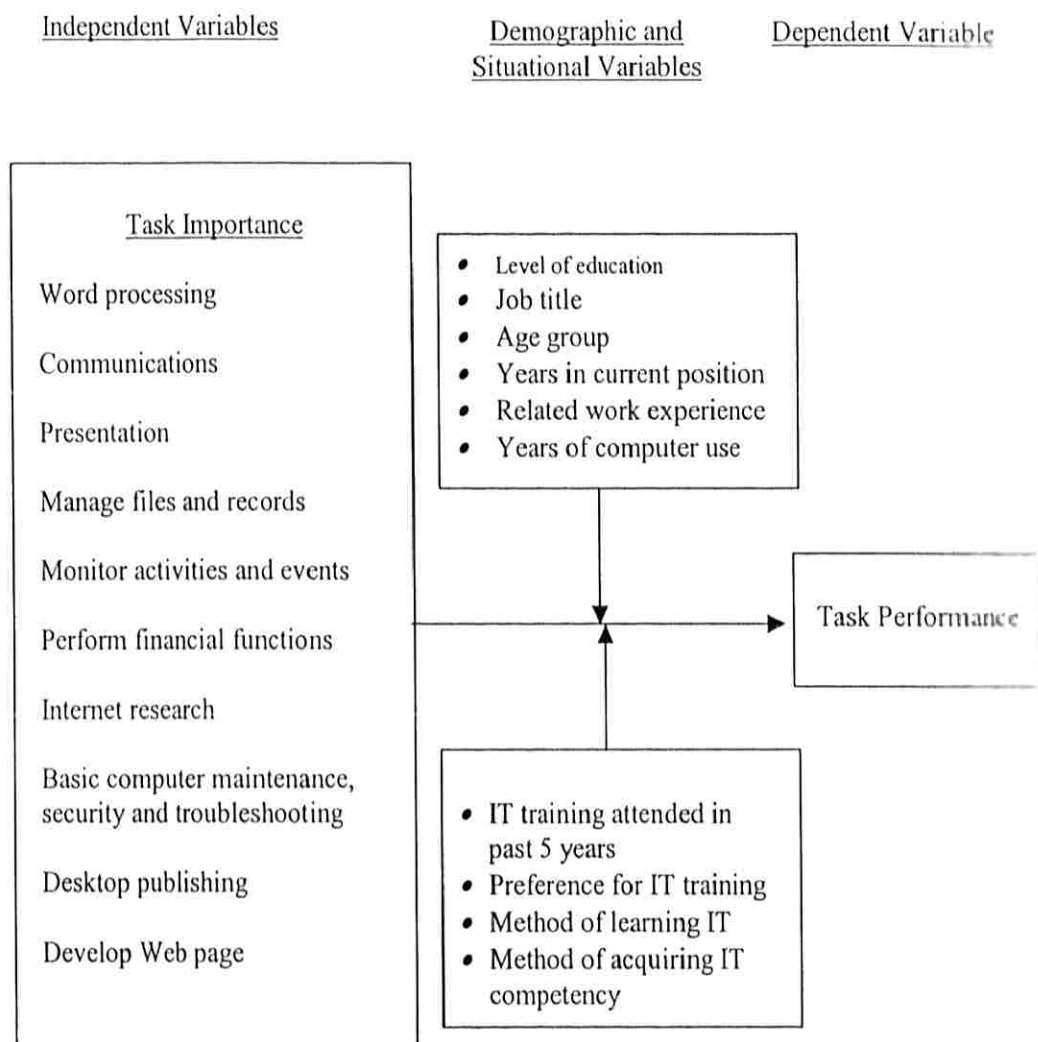 Independent Variables
Demographic and
Situational Variables
Dependent Variable
Task Importance
Word processing
Communications
Presentation
Manage files and records
Monitor activities and events
Perform financial functions
Internet research
Basic computer maintenance,
security and troubleshooting
Desktop publishing
Develop Web page
• Level of education
• Job title
• Age group
• Years in current position
• Related work experience
• Years of computer use
• IT training attended in
past 5 years
• Preference for IT training
• Method of learning IT
• Method of acquiring IT
competency
Task Performance